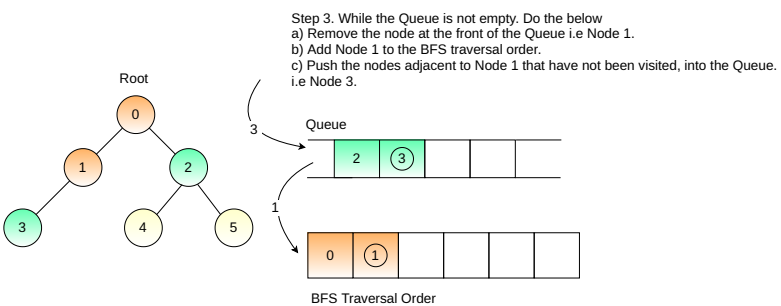 Step 3. While the Queue is not empty. Do the below
a) Remove the node at the front of the Queue i.e Node 1.
b) Add Node 1 to the BFS traversal order.
c) Push the nodes adjacent to Node 1 that have not been visited, into the Queue.
i.e Node 3.
Root
0
1 2
3 4 5
3
Queue
2 3
1
0 1
BFS Traversal Order